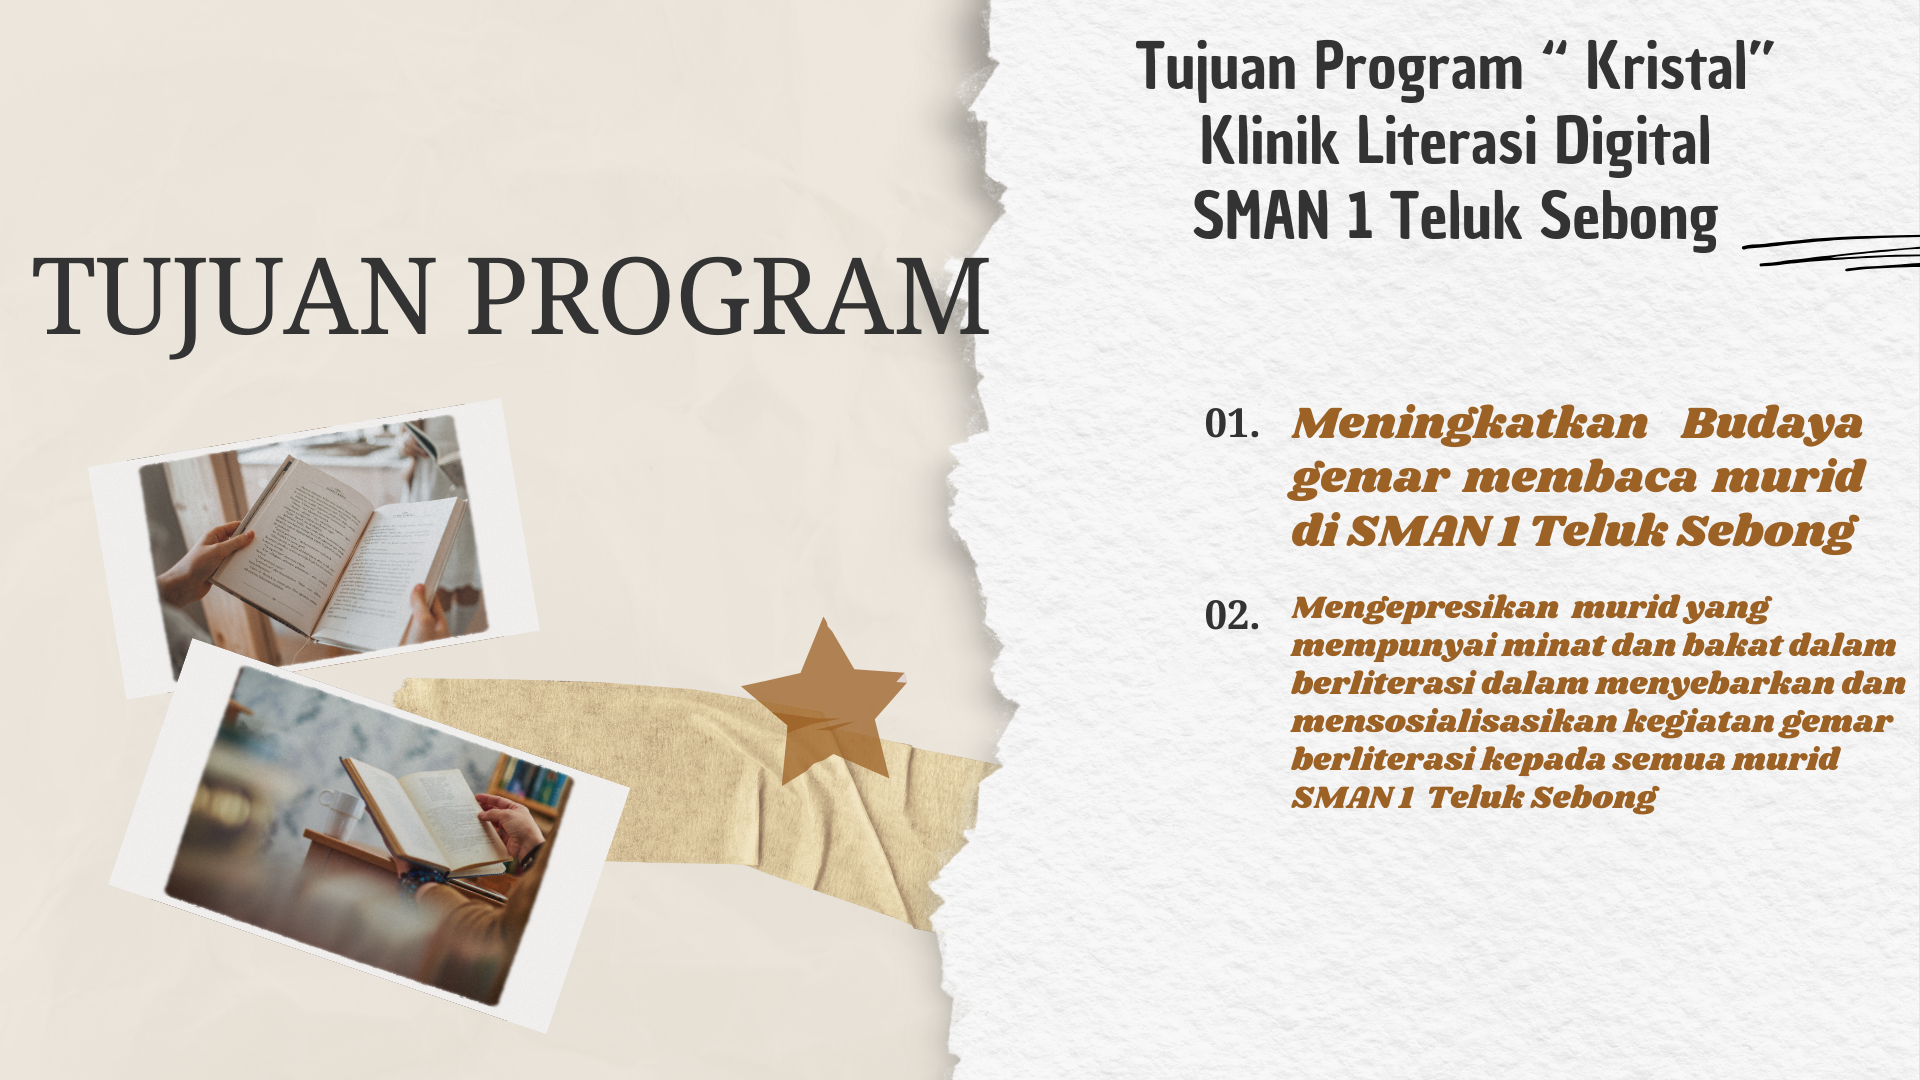 TUJUAN PROGRAM
Tujuan Program “ Kristal”
Klinik Literasi Digital
SMAN 1 Teluk Sebong
01. Meningkatkan Budaya
gemar membaca murid
di SMAN 1 Teluk Sebong
02. Mengepresikan murid yang
mempunyai minat dan bakat dalam
berliterasi dalam menyebarkan dan
mensosialisasikan kegiatan gemar
berliterasi kepada semua murid
SMAN 1 Teluk Sebong